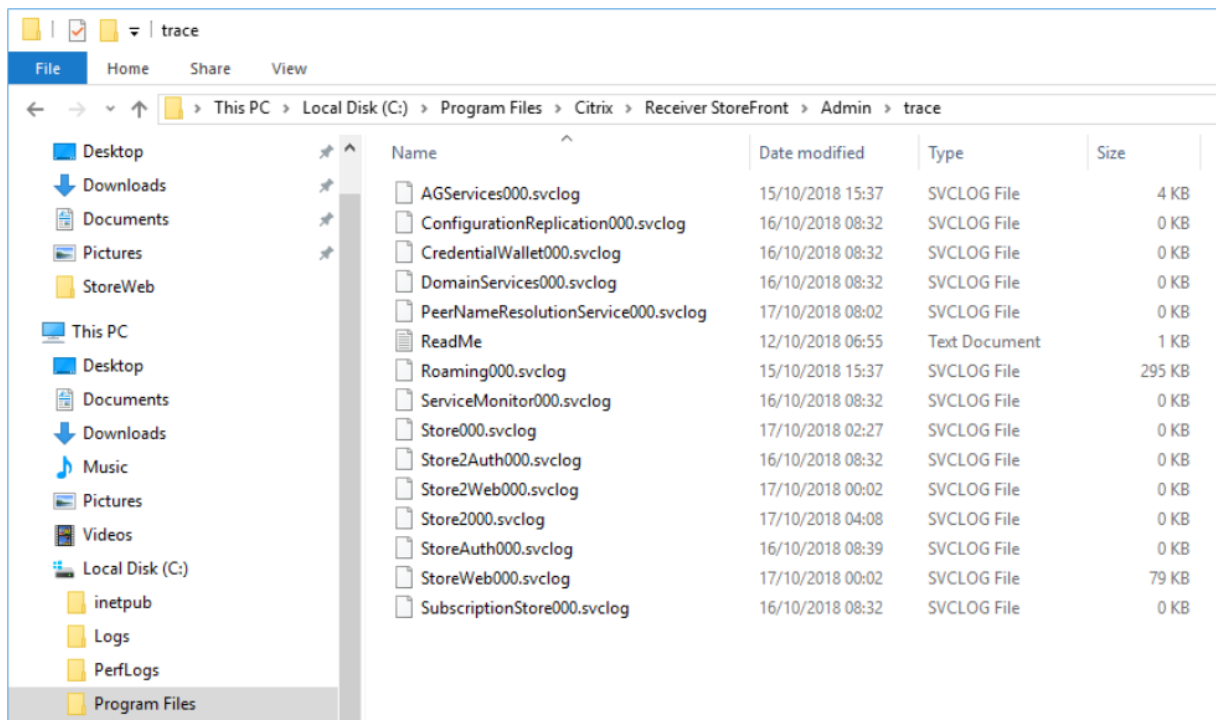 trace
File Home Share View
This PC > Local Disk (C:) > Program Files > Citrix > Receiver StoreFront > Admin > trace
Desktop
Downloads
Documents
Pictures
StoreWeb
This PC
Desktop
Documents
Downloads
Music
Pictures
Videos
Local Disk (C:)
inetpub
Logs
PerfLogs
Program Files
Name Date modified Type Size
AGServices000.svclog 15/10/2018 15:37 SVCLOG File 4 KB
ConfigurationReplication000.svclog 16/10/2018 08:32 SVCLOG File 0 KB
CredentialWallet000.svclog 16/10/2018 08:32 SVCLOG File 0 KB
DomainServices000.svclog 16/10/2018 08:32 SVCLOG File 0 KB
PeerNameResolutionService000.svclog 17/10/2018 08:02 SVCLOG File 0 KB
ReadMe 12/10/2018 06:55 Text Document 1 KB
Roaming000.svclog 15/10/2018 15:37 SVCLOG File 295 KB
ServiceMonitor000.svclog 16/10/2018 08:32 SVCLOG File 0 KB
Store000.svclog 17/10/2018 02:27 SVCLOG File 0 KB
Store2Auth000.svclog 16/10/2018 08:32 SVCLOG File 0 KB
Store2Web000.svclog 17/10/2018 00:02 SVCLOG File 0 KB
Store2000.svclog 17/10/2018 04:08 SVCLOG File 0 KB
StoreAuth000.svclog 16/10/2018 08:39 SVCLOG File 0 KB
StoreWeb000.svclog 17/10/2018 00:02 SVCLOG File 79 KB
SubscriptionStore000.svclog 16/10/2018 08:32 SVCLOG File 0 KB